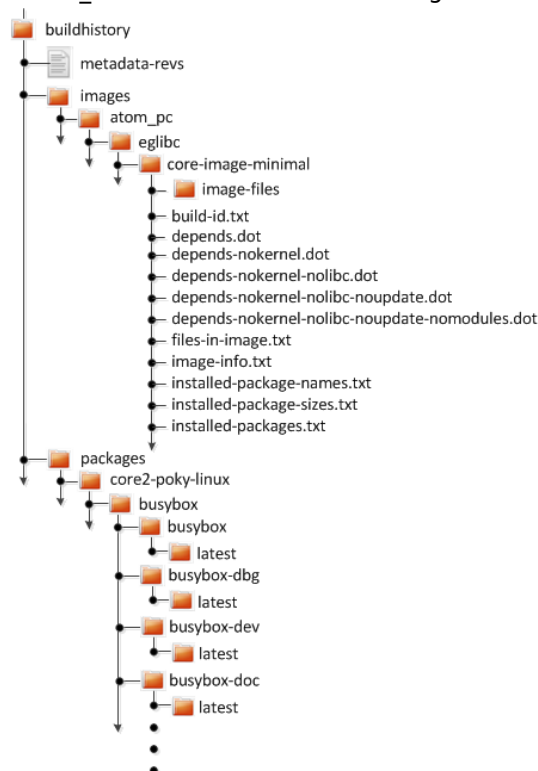 buildhistory
metadata-revs
images
atom_pc
eglibc
core-image-minimal
image-files
build-id.txt
depends.dot
depends-nokernel.dot
depends-nokernel-nolibc.dot
depends-nokernel-nolibc-noupdate.dot
depends-nokernel-nolibc-noupdate-nomodules.dot
files-in-image.txt
image-info.txt
installed-package-names.txt
installed-package-sizes.txt
installed-packages.txt
packages
core2-poky-linux
busybox
busybox
latest
busybox-dbg
latest
busybox-dev
latest
busybox-doc
latest